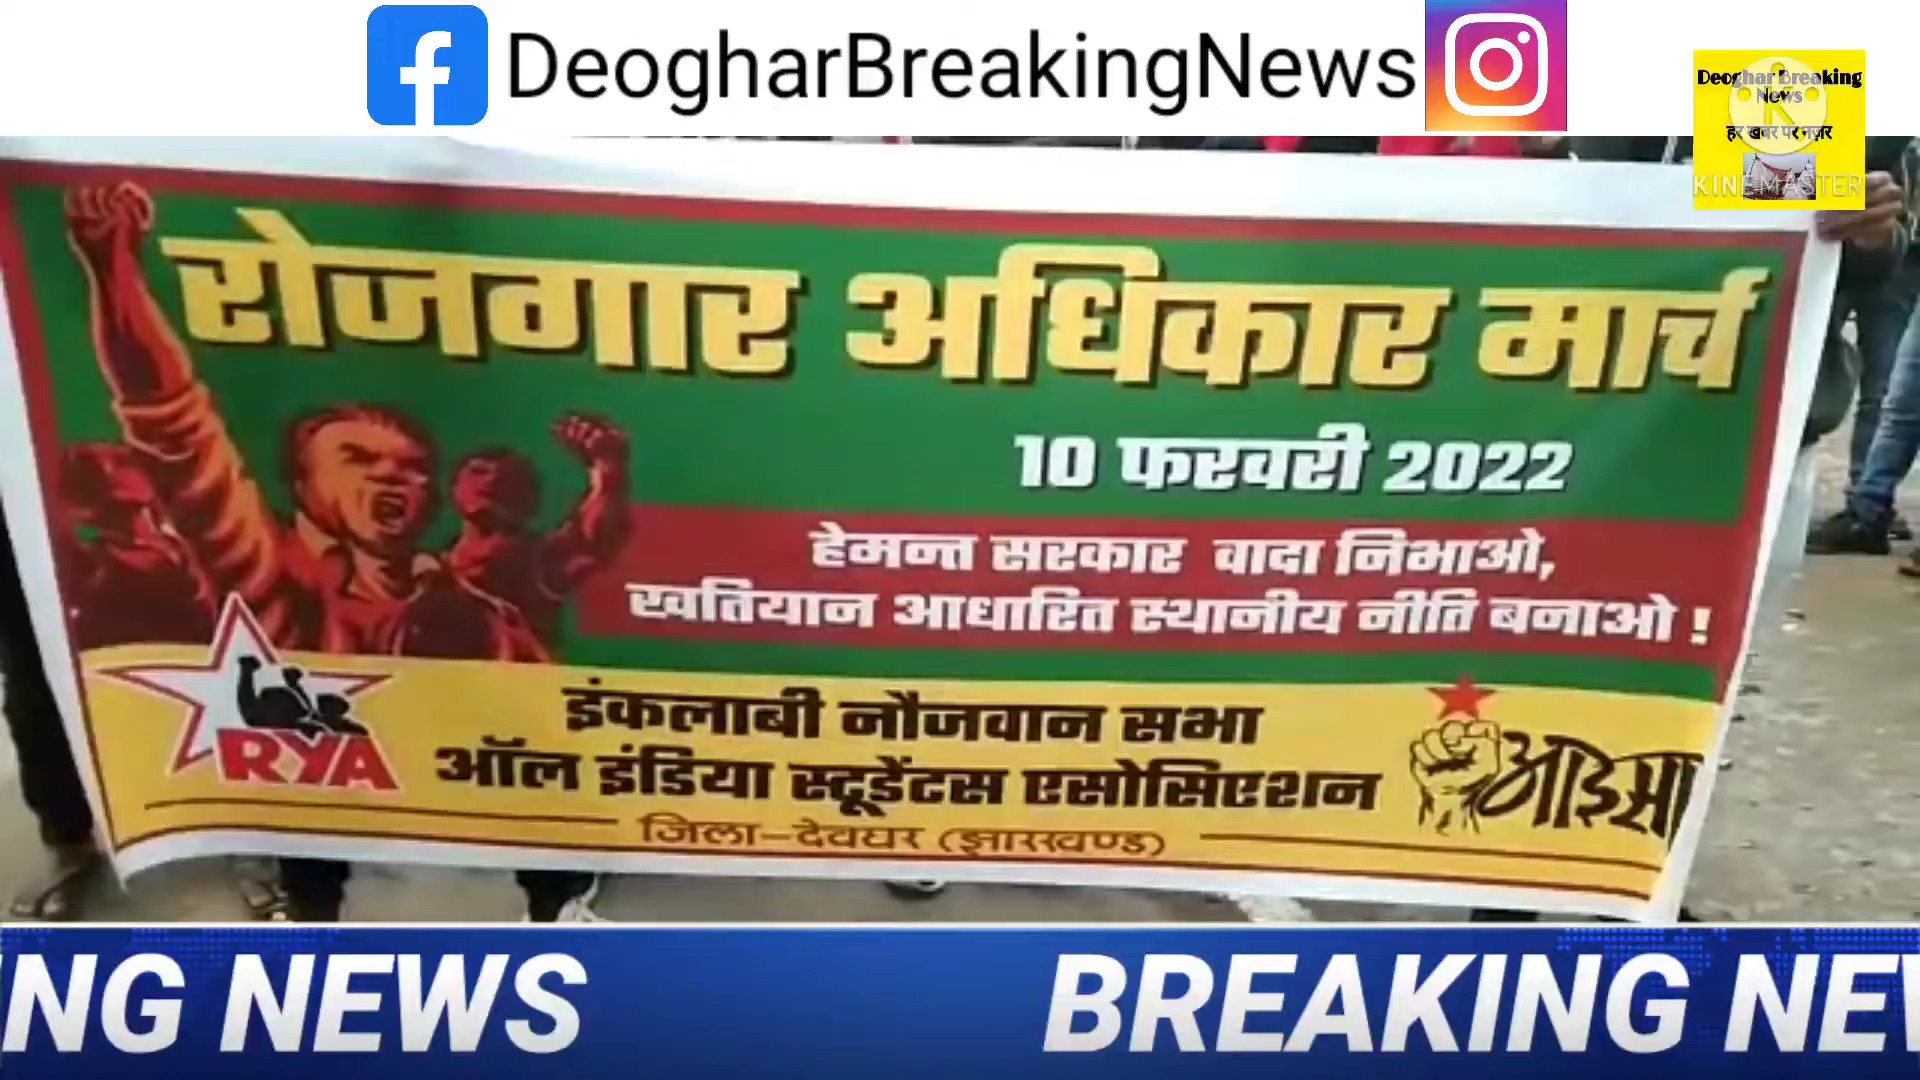 DeogharBreakingNews
Deoghar Breaking
News
हर खबर पर नज़र
KINEMASTER
रोजगार अधिकार मार्च
10 फरवरी 2022
हेमन्त सरकार वादा निभाओ,
खतियान आधारित स्थानीय नीति बनाओ !
RYA
इंकलाबी नौजवान सभा
ऑल इंडिया स्टूडेंटस एसोसिएशन
आइसा
जिला-देवघर (झारखण्ड)
NG NEWS
BREAKING NEW